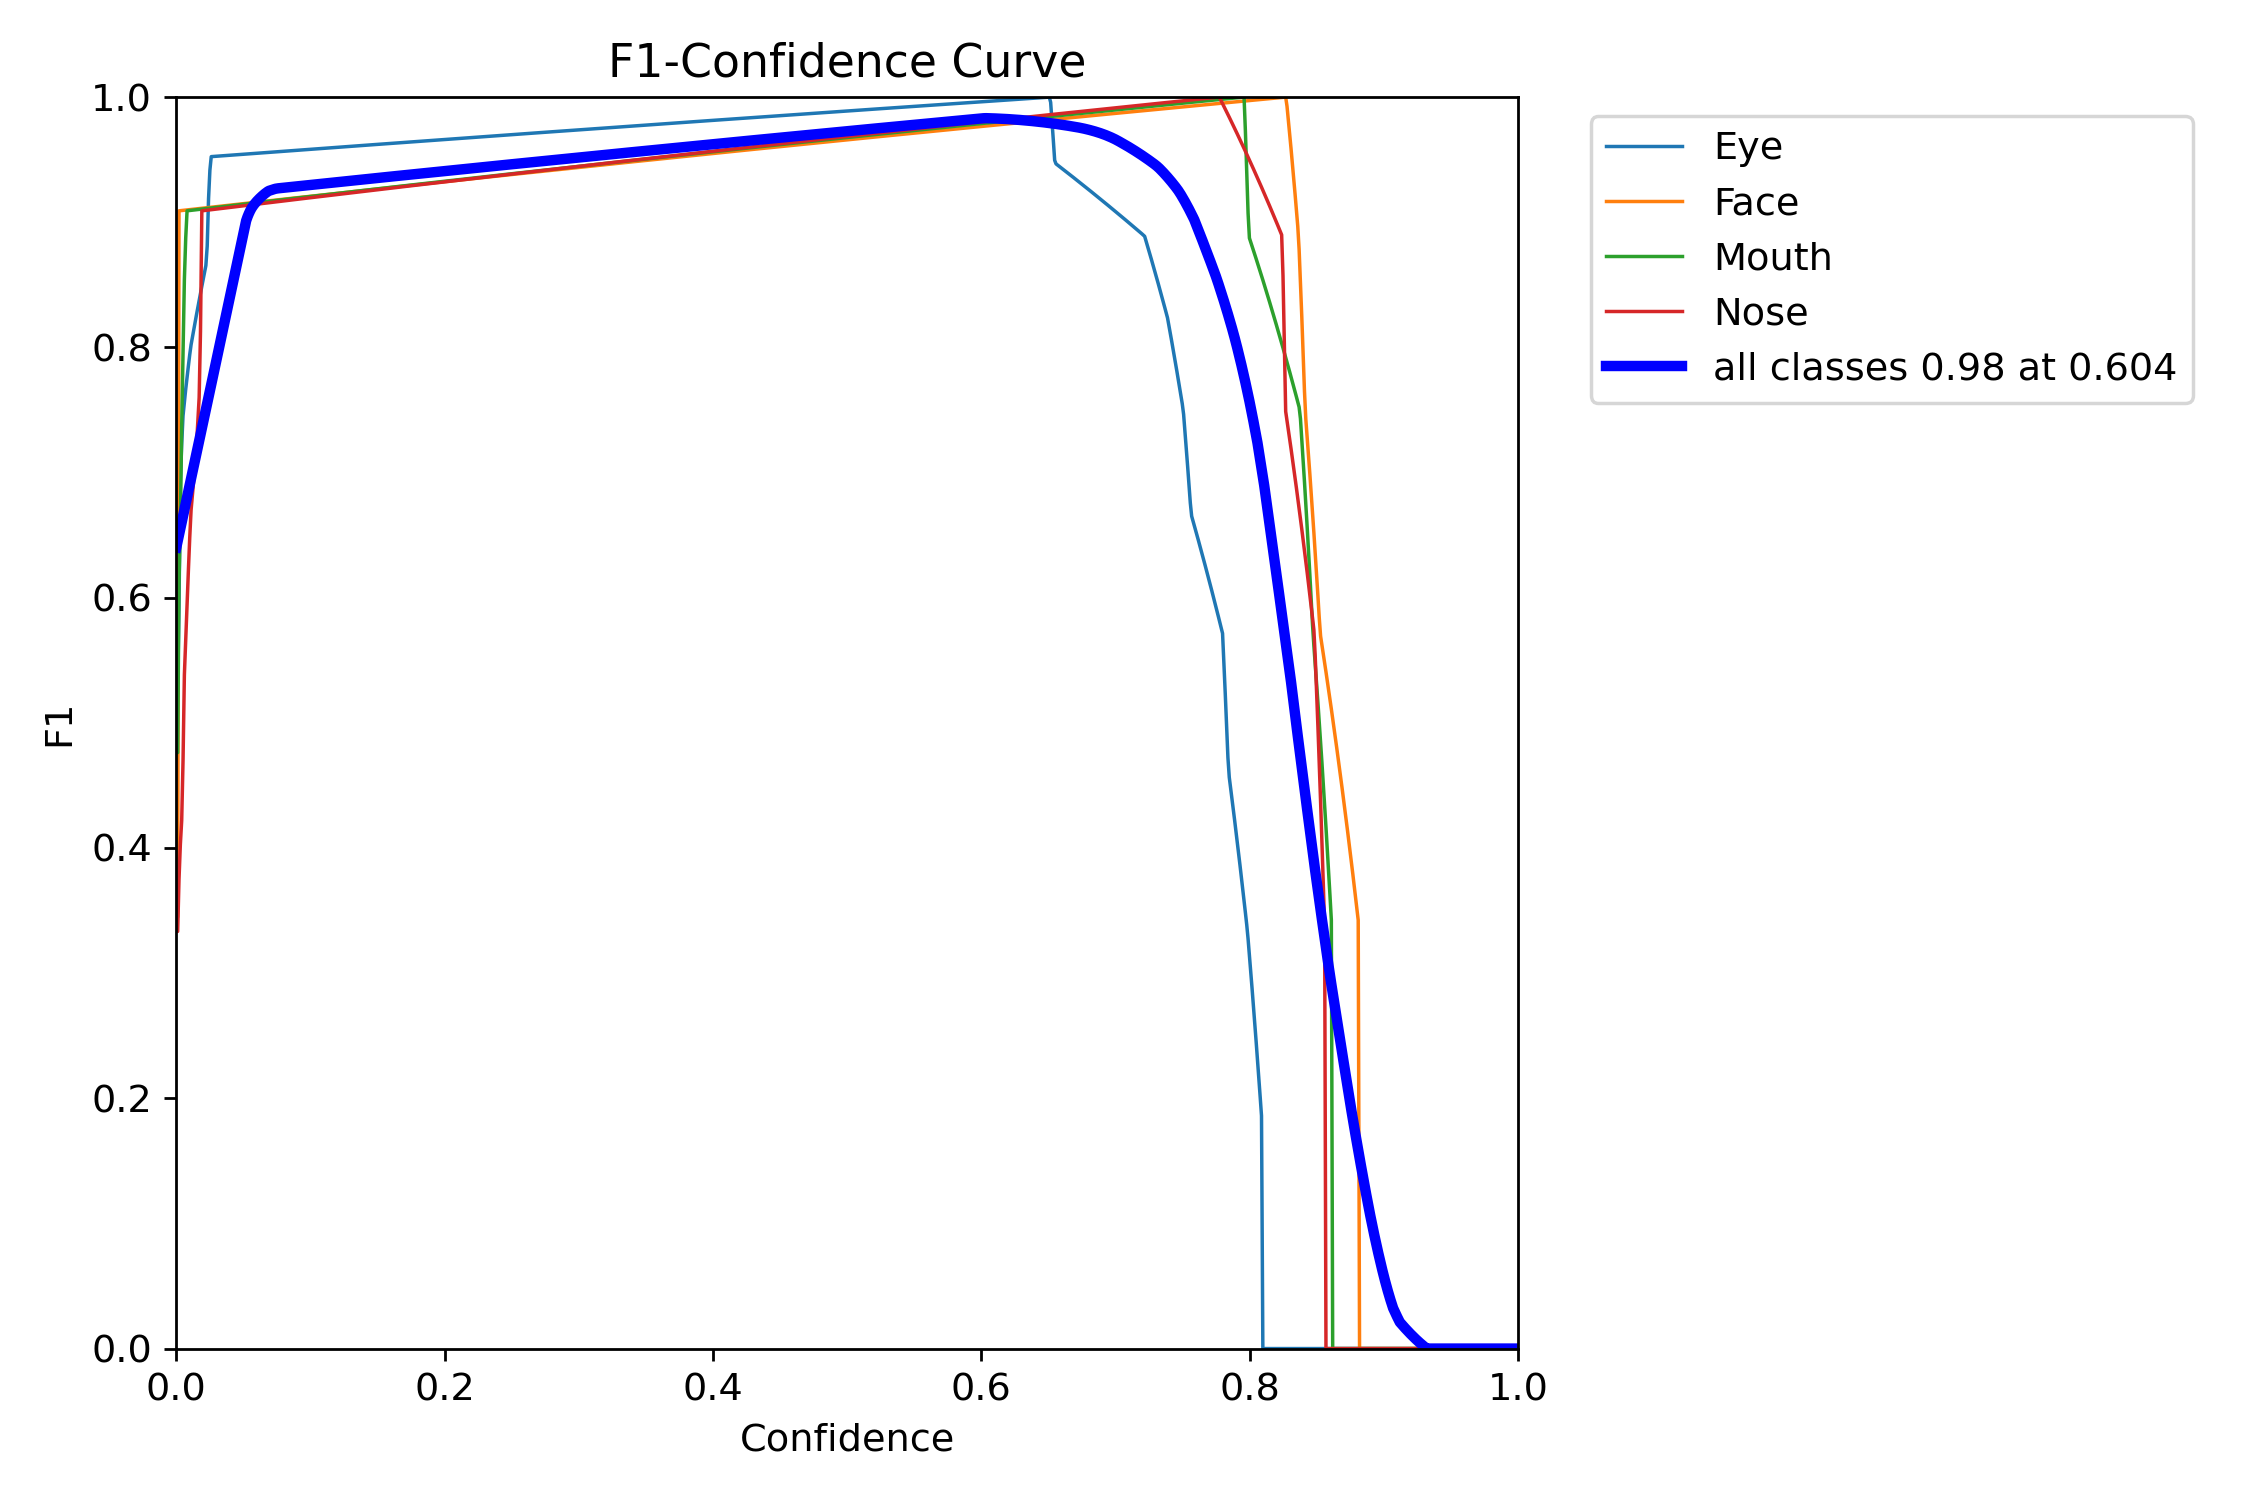 F1-Confidence Curve
1.0
0.8
0.6
0.4
0.2
0.0
F1
0.0 0.2 0.4 0.6 0.8 1.0
Confidence
Eye
Face
Mouth
Nose
all classes 0.98 at 0.604